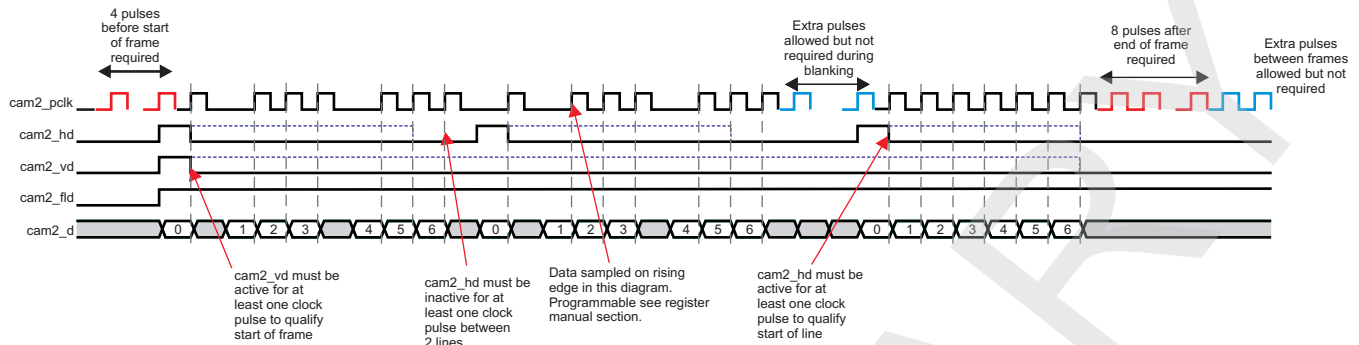 4 pulses
before start
of frame
required
Extra pulses
allowed but not
required during
blanking
8 pulses after
end of frame
required
Extra pulses
between frames
allowed but not
required
cam2_pclk
cam2_hd
cam2_vd
cam2_fld
cam2_d
0 1 2 3 4 5 6 0 1 2 3 4 5 6 0 1 2 3 4 5 6
cam2_vd must be
active for at
least one clock
pulse to qualify
start of frame
cam2_hd must be
inactive for at
least one clock
pulse between
2 lines
Data sampled on rising
edge in this diagram.
Programmable see register
manual section.
cam2_hd must be
active for at
least one clock
pulse to qualify
start of line